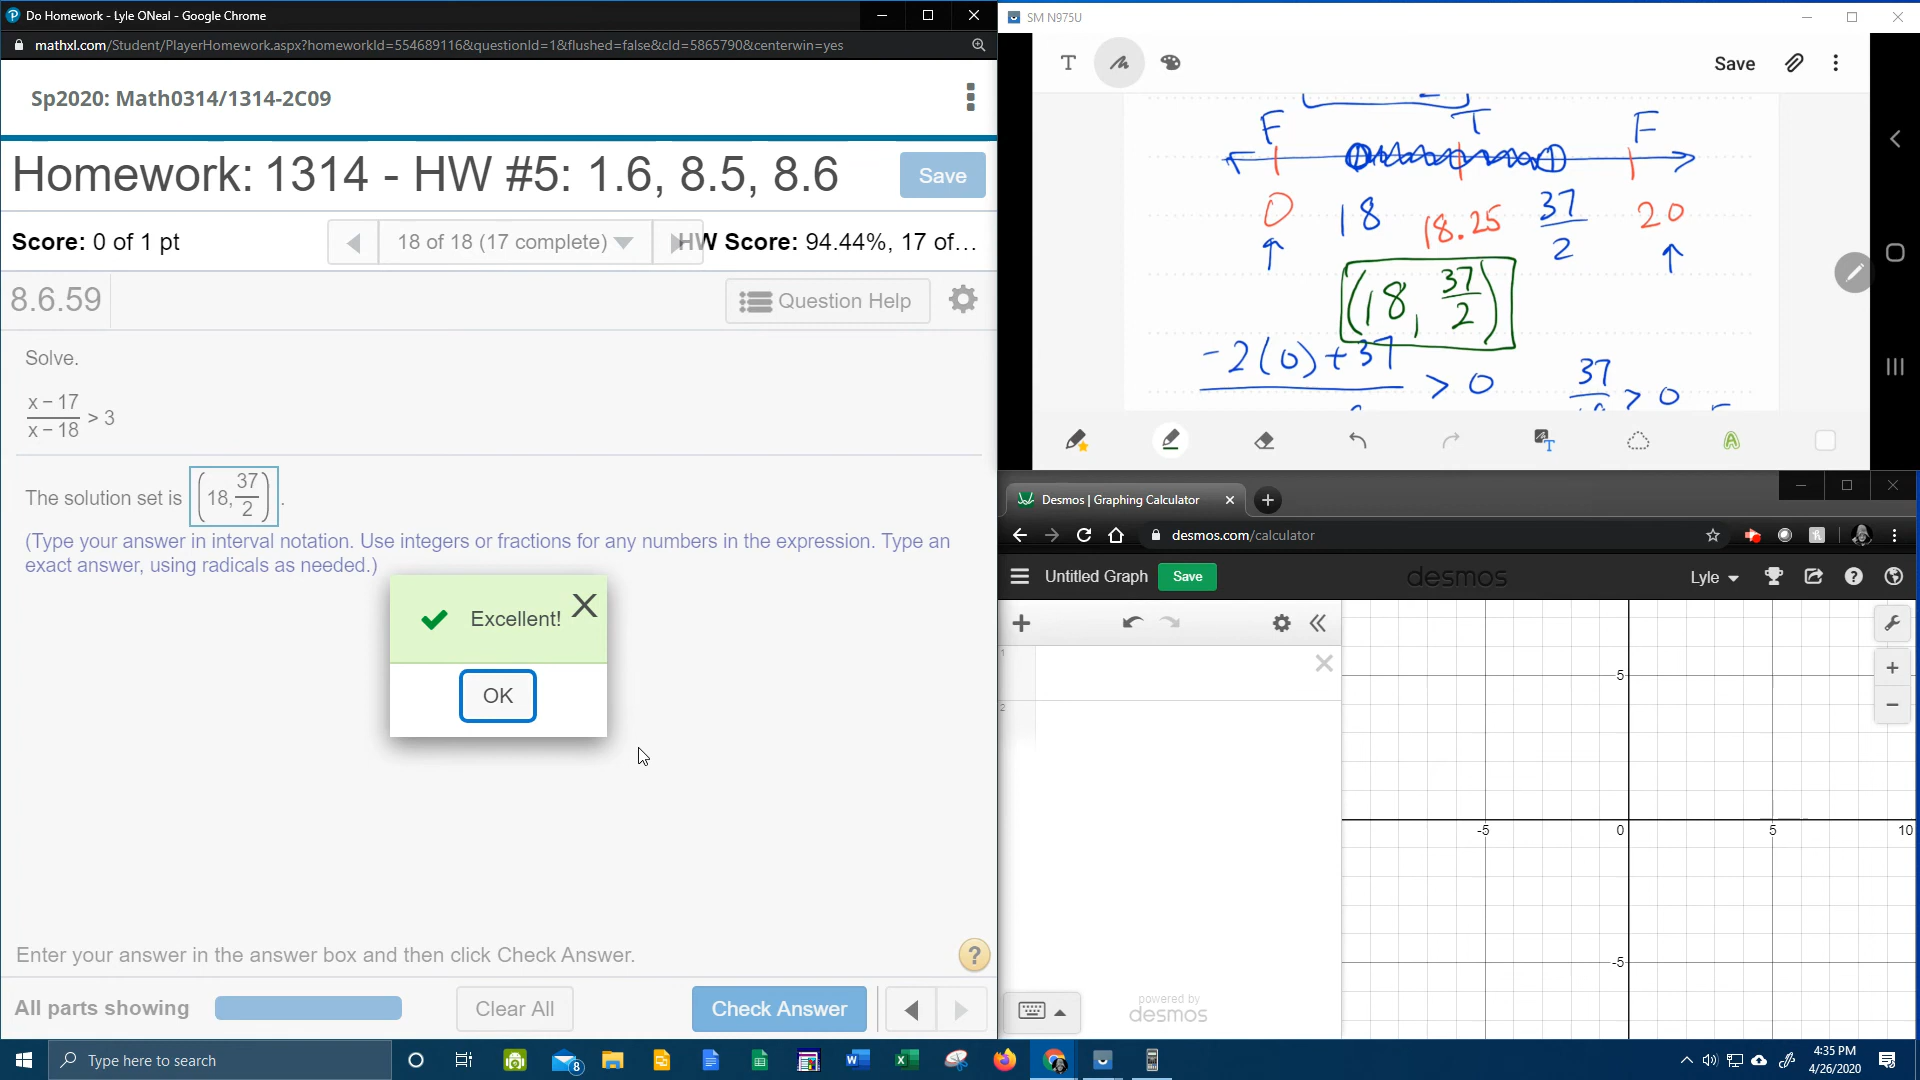 Do Homework - Lyle ONeal - Google Chrome
mathxl.com/Student/PlayerHomework.aspx?homeworkId=554689116&questionId=1&flushed=false&cId=5865790&centerwin=yes
Sp2020: Math0314/1314-2C09
Homework: 1314 - HW #5: 1.6, 8.5, 8.6
Save
Score: 0 of 1 pt
18 of 18 (17 complete)
HW Score: 94.44%, 17 of…
8.6.59
Question Help
Solve.
x − 17
x − 18
> 3
The solution set is (18, 37/2).
(Type your answer in interval notation. Use integers or fractions for any numbers in the expression. Type an
exact answer, using radicals as needed.)
Excellent!
OK
Enter your answer in the answer box and then click Check Answer.
?
All parts showing
Clear All
Check Answer
SM N975U
T
Save
F T F
0 18 18.25 37/2 20
(18, 37/2)
-2(0)+37
> 0
37
> 0
Desmos | Graphing Calculator
desmos.com/calculator
Untitled Graph
Save
desmos
Lyle
1
2
5
-5 0 5 10
-5
powered by
desmos
Type here to search
8
4:35 PM
4/26/2020